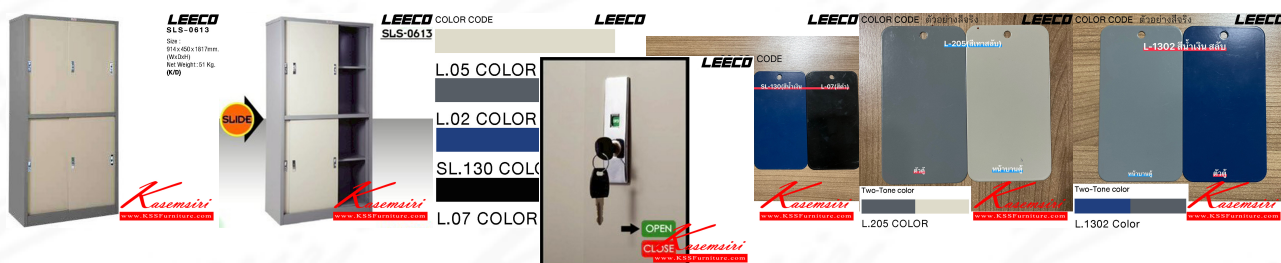 LEECO
SLS-0613
Size :
914x450x1817mm.
(WxDxH)
Net Weight : 51 Kg.
(K/D)
Kasemsiri
www.KSSFurniture.com
SLIDE
LEECO
SLS-0613
Kasemsiri
www.KSSFurniture.com
COLOR CODE
LEECO
L.05 COLOR
L.02 COLOR
SL.130 COLO
L.07 COLOR
LEECO
OPEN
CLOSE
Kasemsiri
www.KSSFurniture.com
LEECO
CODE
SL-130(สีน้ำเงิน
L-07(สีดำ)
Kasemsiri
www.KSSFurniture.com
COLOR CODE ตัวอย่างสีจริง
LEECO
L-205(สีเทาสลับ)
ตัวตู้
หน้าบานตู้
Two-Tone color
L.205 COLOR
Kasemsiri
www.KSSFurniture.com
COLOR CODE ตัวอย่างสีจริง
LEECO
L-1302 สีน้ำเงิน สลับ
หน้าบานตู้
ตัวตู้
Two-Tone color
L.1302 Color
Kasemsiri
www.KSSFurniture.com